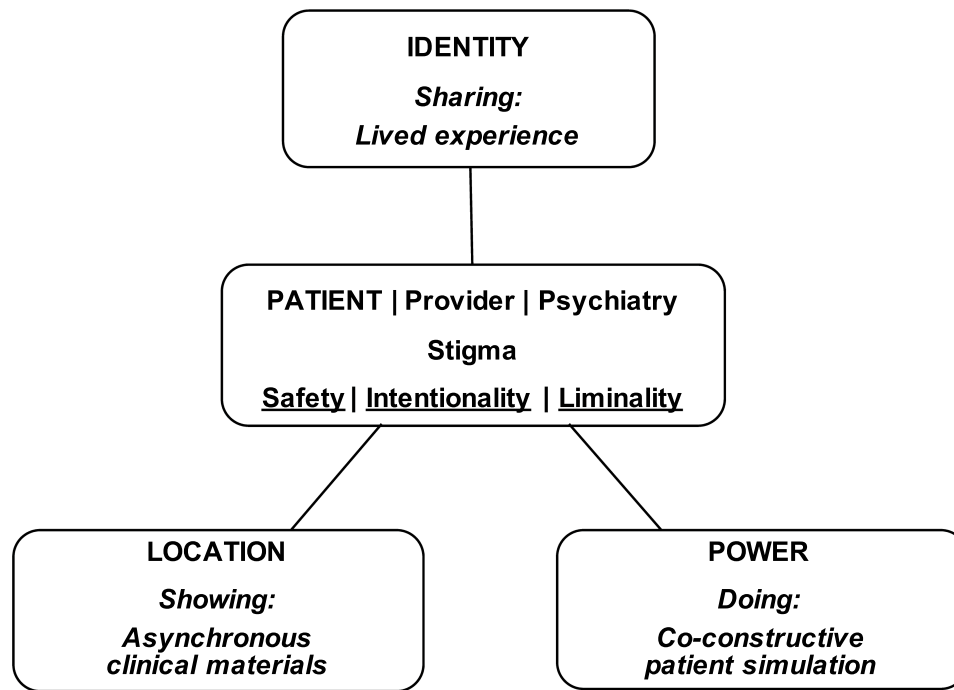 IDENTITY
Sharing:
Lived experience
PATIENT | Provider | Psychiatry
Stigma
Safety | Intentionality | Liminality
LOCATION
Showing:
Asynchronous
clinical materials
POWER
Doing:
Co-constructive
patient simulation